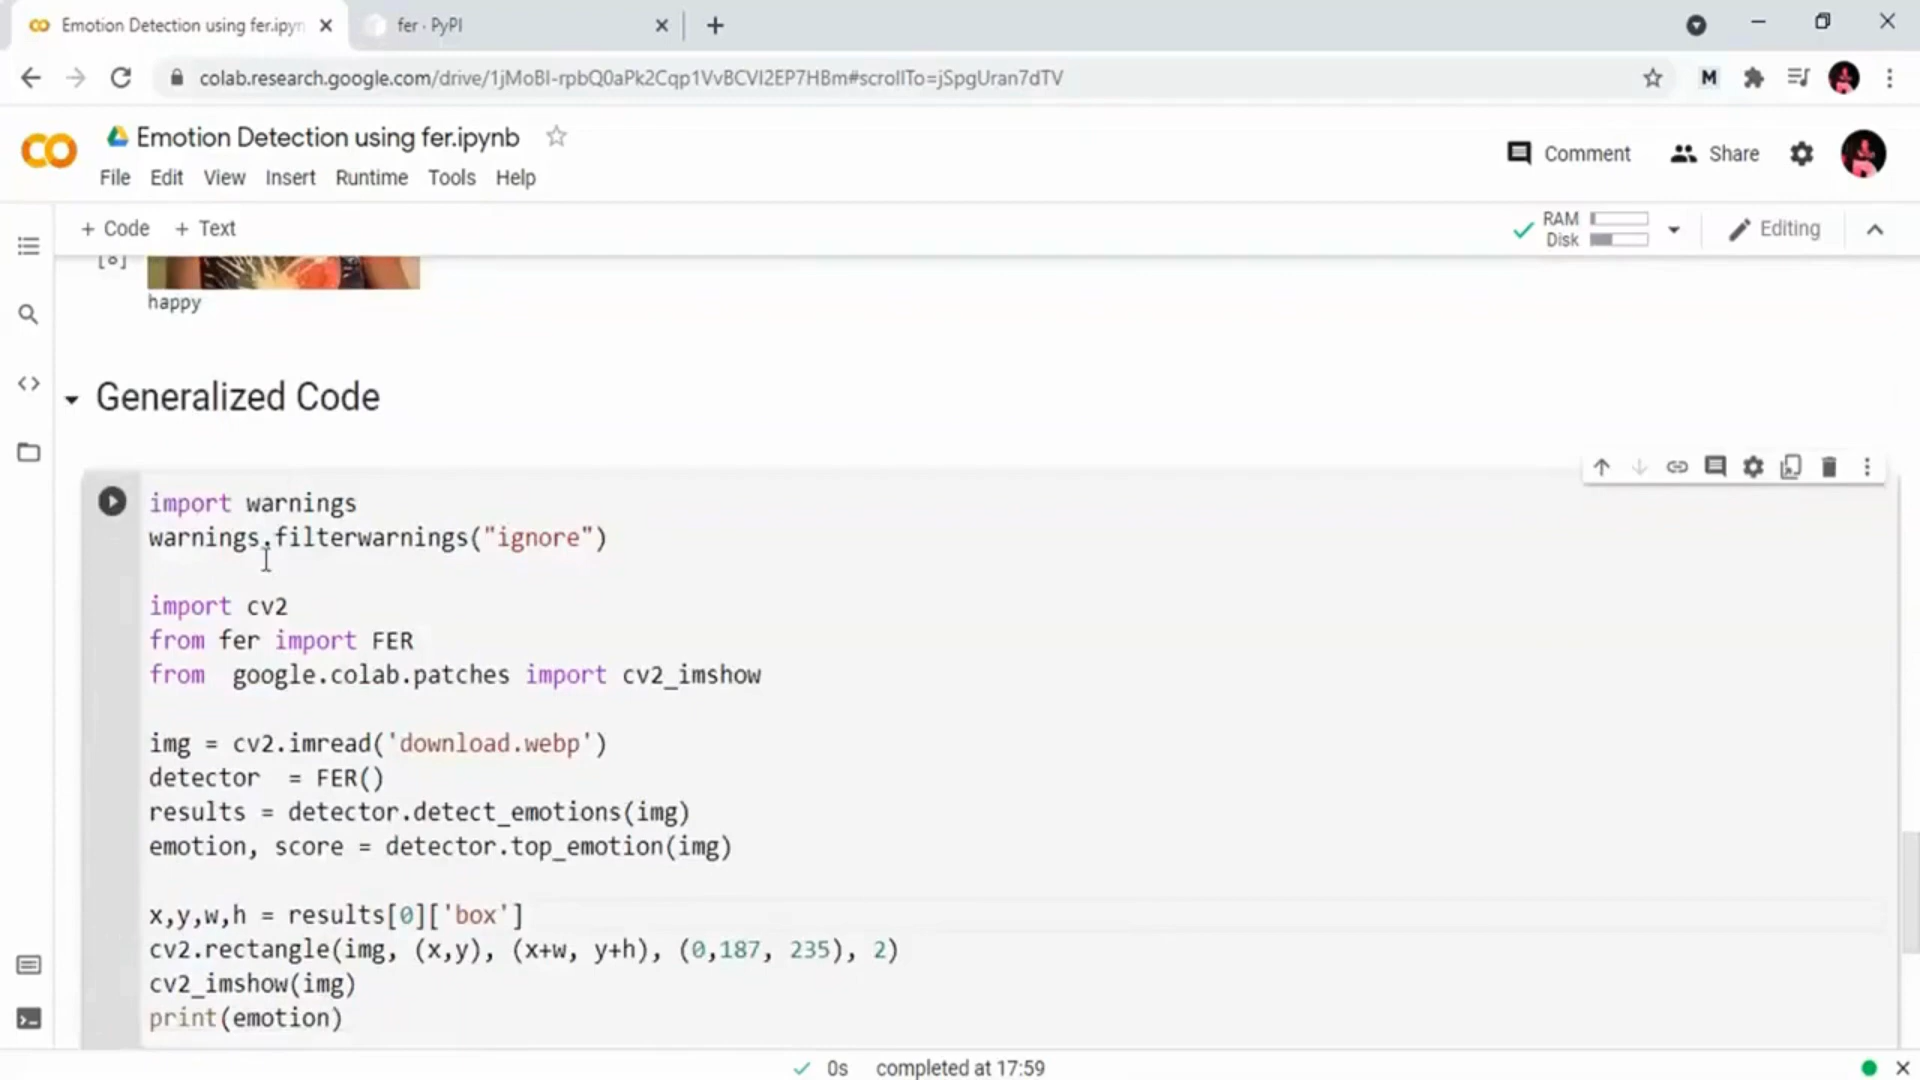 Emotion Detection using fer.ipyn
fer · PyPI
colab.research.google.com/drive/1jMoBI-rpbQ0aPk2Cqp1VvBCVI2EP7HBm#scrollTo=jSpgUran7dTV
M
CO
Emotion Detection using fer.ipynb
Comment
Share
File Edit View Insert Runtime Tools Help
+ Code + Text
RAM
Disk
Editing
happy
Generalized Code
import warnings
warnings.filterwarnings("ignore")
import cv2
from fer import FER
from  google.colab.patches import cv2_imshow
img = cv2.imread('download.webp')
detector  = FER()
results = detector.detect_emotions(img)
emotion, score = detector.top_emotion(img)
x,y,w,h = results[0]['box']
cv2.rectangle(img, (x,y), (x+w, y+h), (0,187, 235), 2)
cv2_imshow(img)
print(emotion)
0s completed at 17:59